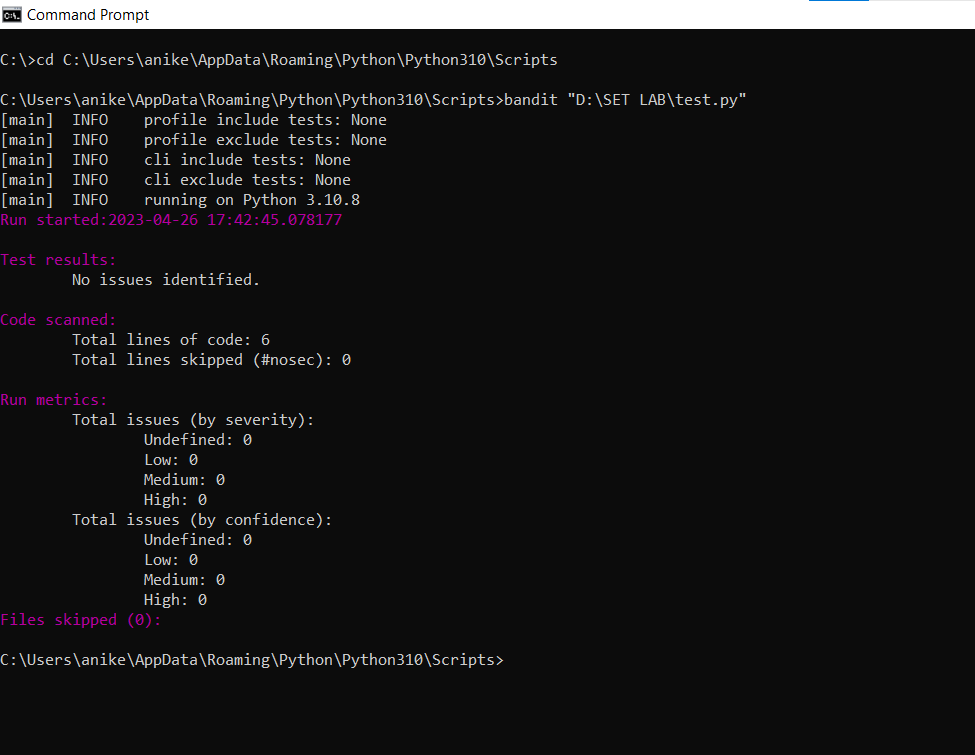 Command Prompt
C:\>cd C:\Users\anike\AppData\Roaming\Python\Python310\Scripts
C:\Users\anike\AppData\Roaming\Python\Python310\Scripts>bandit "D:\SET LAB\test.py"
[main]  INFO    profile include tests: None
[main]  INFO    profile exclude tests: None
[main]  INFO    cli include tests: None
[main]  INFO    cli exclude tests: None
[main]  INFO    running on Python 3.10.8
Run started:2023-04-26 17:42:45.078177
Test results:
        No issues identified.
Code scanned:
        Total lines of code: 6
        Total lines skipped (#nosec): 0
Run metrics:
        Total issues (by severity):
                Undefined: 0
                Low: 0
                Medium: 0
                High: 0
        Total issues (by confidence):
                Undefined: 0
                Low: 0
                Medium: 0
                High: 0
Files skipped (0):
C:\Users\anike\AppData\Roaming\Python\Python310\Scripts>